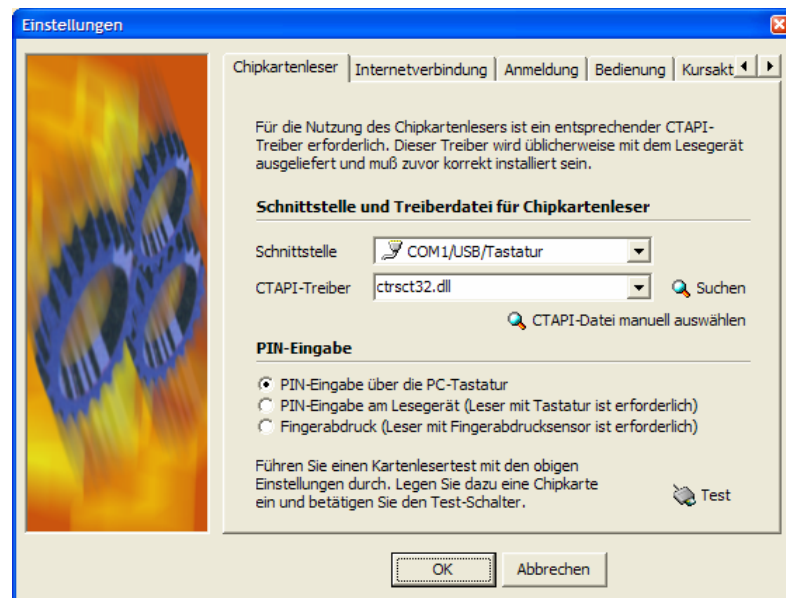 Einstellungen
Chipkartenleser Internetverbindung Anmeldung Bedienung Kursakt
Für die Nutzung des Chipkartenlesers ist ein entsprechender CTAPI-
Treiber erforderlich. Dieser Treiber wird üblicherweise mit dem Lesegerät
ausgeliefert und muß zuvor korrekt installiert sein.
Schnittstelle und Treiberdatei für Chipkartenleser
Schnittstelle COM1/USB/Tastatur
CTAPI-Treiber ctrsct32.dll Suchen
CTAPI-Datei manuell auswählen
PIN-Eingabe
PIN-Eingabe über die PC-Tastatur
PIN-Eingabe am Lesegerät (Leser mit Tastatur ist erforderlich)
Fingerabdruck (Leser mit Fingerabdrucksensor ist erforderlich)
Führen Sie einen Kartenlesertest mit den obigen
Einstellungen durch. Legen Sie dazu eine Chipkarte
ein und betätigen Sie den Test-Schalter.
Test
OK Abbrechen